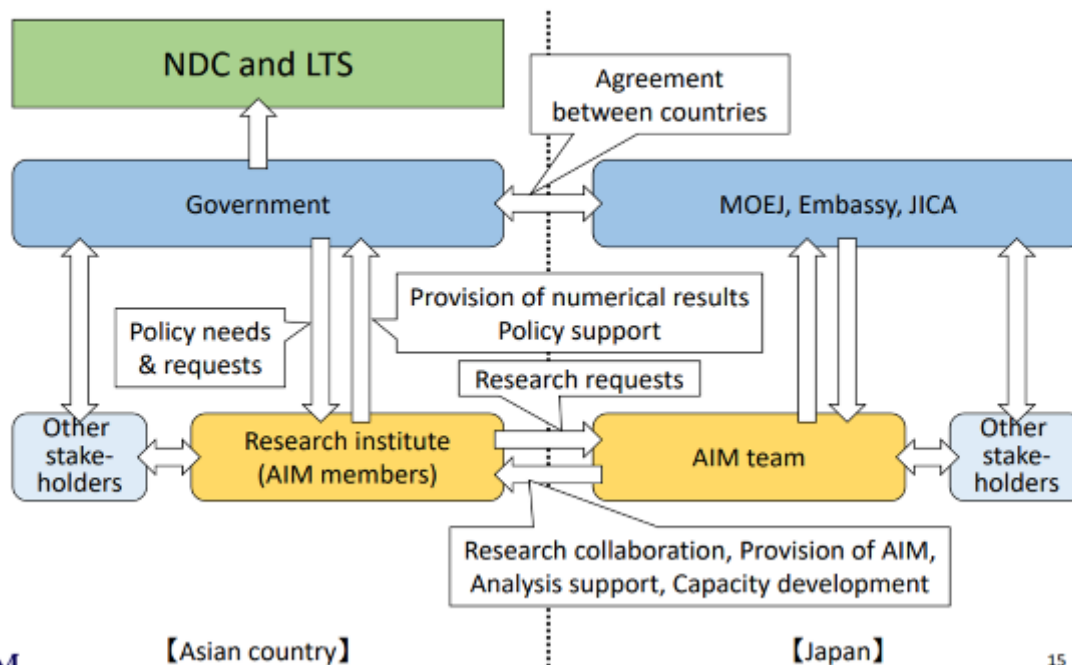 NDC and LTS
Agreement
between countries
Government
MOEJ, Embassy, JICA
Policy needs
& requests
Provision of numerical results
Policy support
Research requests
Other
stake-
holders
Research institute
(AIM members)
AIM team
Other
stake-
holders
Research collaboration, Provision of AIM,
Analysis support, Capacity development
【Asian country】
【Japan】
15